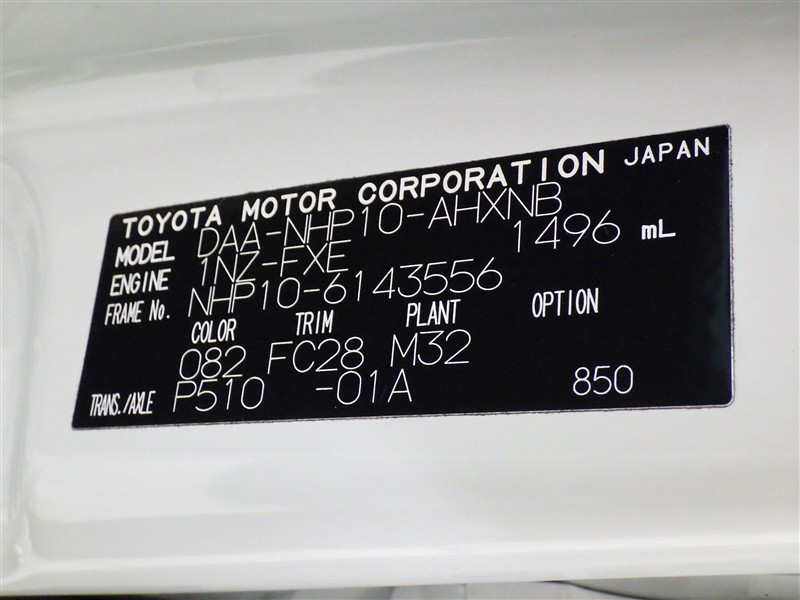 TOYOTA MOTOR CORPORATION JAPAN
MODEL DAA-NHP10-AHXNB
ENGINE 1NZ-FXE 1496 mL
FRAME No. NHP10-6143556
COLOR TRIM PLANT OPTION
082 FC28 M32
TRANS./AXLE P510 -01A 850